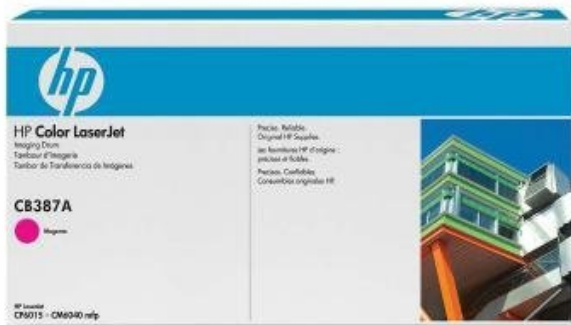 hp
HP Color LaserJet
Imaging Drum
Tambour d'imagerie
Tambor de Transferencia de Imágenes
CB387A
Magenta
HP LaserJet
CP6015 - CM6040 mfp
Precise. Reliable.
Original HP Supplies.
Les fournitures HP d'origine :
précises et fiables.
Precisos. Confiables
Consumibles originales HP.